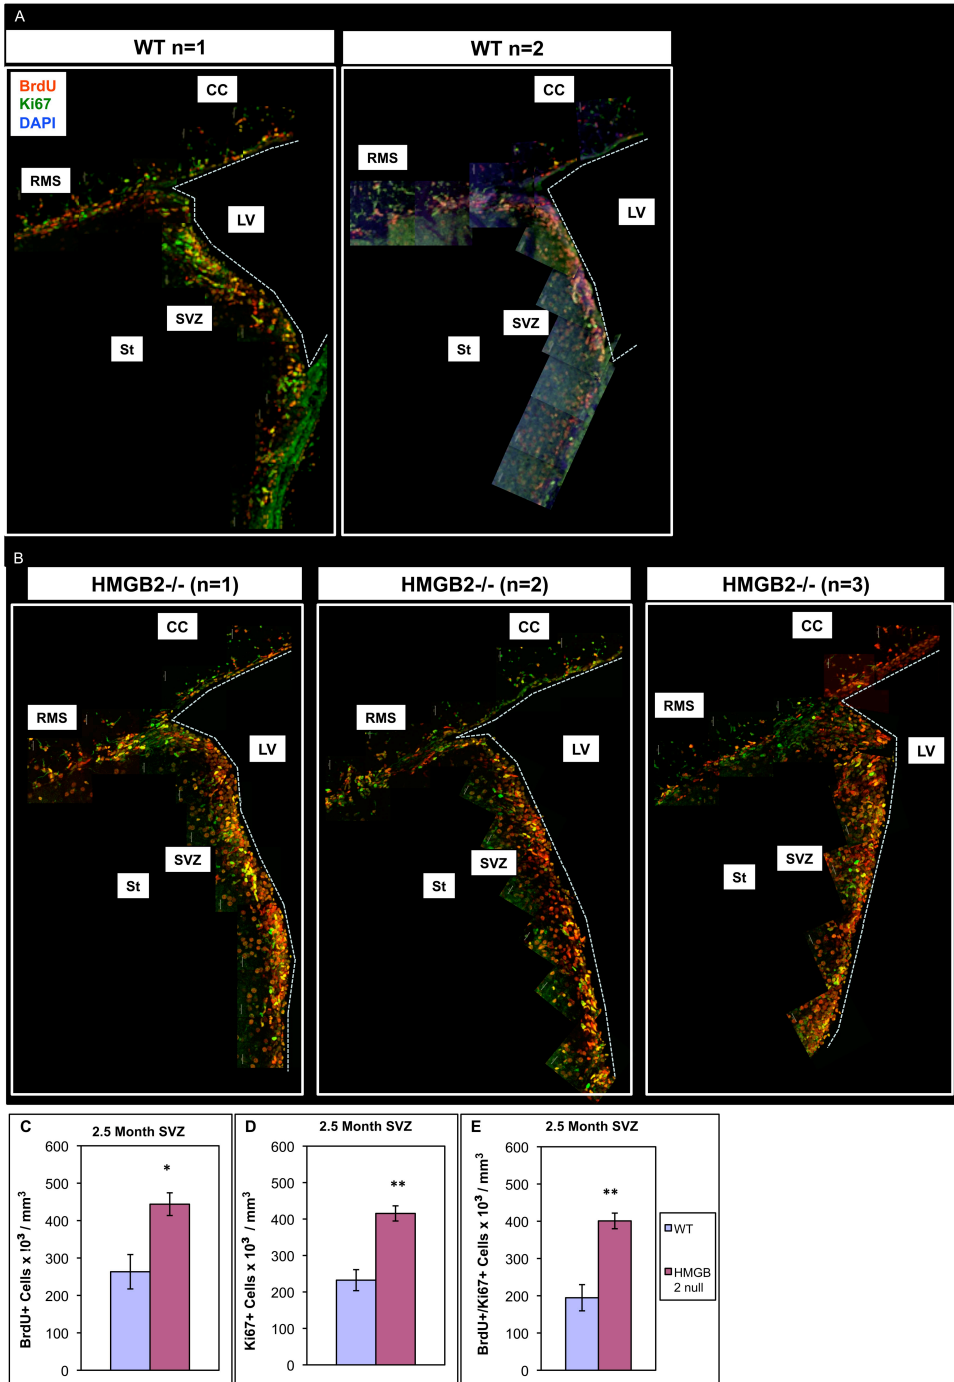 A
WT n=1
WT n=2
BrdU
Ki67
DAPI
CC
RMS
LV
SVZ
St
CC
RMS
LV
SVZ
St
B
HMGB2-/- (n=1)
HMGB2-/- (n=2)
HMGB2-/- (n=3)
CC
RMS
LV
SVZ
St
CC
RMS
LV
SVZ
St
CC
RMS
LV
SVZ
St
C
2.5 Month SVZ
BrdU+ Cells x !0³ / mm³
600
500
400
300
200
100
0
*
D
2.5 Month SVZ
Ki67+ Cells x 10³ / mm³
600
500
400
300
200
100
0
**
E
2.5 Month SVZ
BrdU+/Ki67+ Cells x 10³ / mm³
600
500
400
300
200
100
0
**
WT
HMGB
2 null